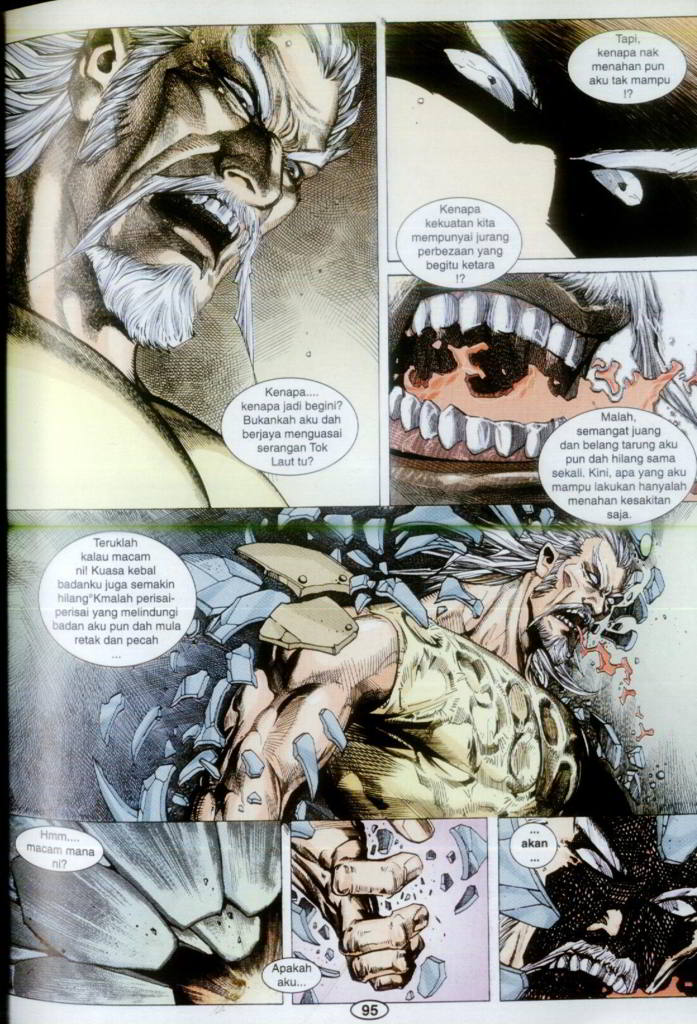 Kenapa....
kenapa jadi begini?
Bukankah aku dah
berjaya menguasai
serangan Tok
Laut tu?
Tapi,
kenapa nak
menahan pun
aku tak mampu
!?
Kenapa
kekuatan kita
mempunyai jurang
perbezaan yang
begitu ketara
!?
Malah,
semangat juang
dan belang tarung aku
pun dah hilang sama
sekali. Kini, apa yang aku
mampu lakukan hanyalah
menahan kesakitan
saja.
Teruklah
kalau macam
ni! Kuasa kebal
badanku juga semakin
hilang°Kmalah perisai-
perisai yang melindungi
badan aku pun dah mula
retak dan pecah
...
Hmm....
macam mana
ni?
Apakah
aku...
...
akan
...
95